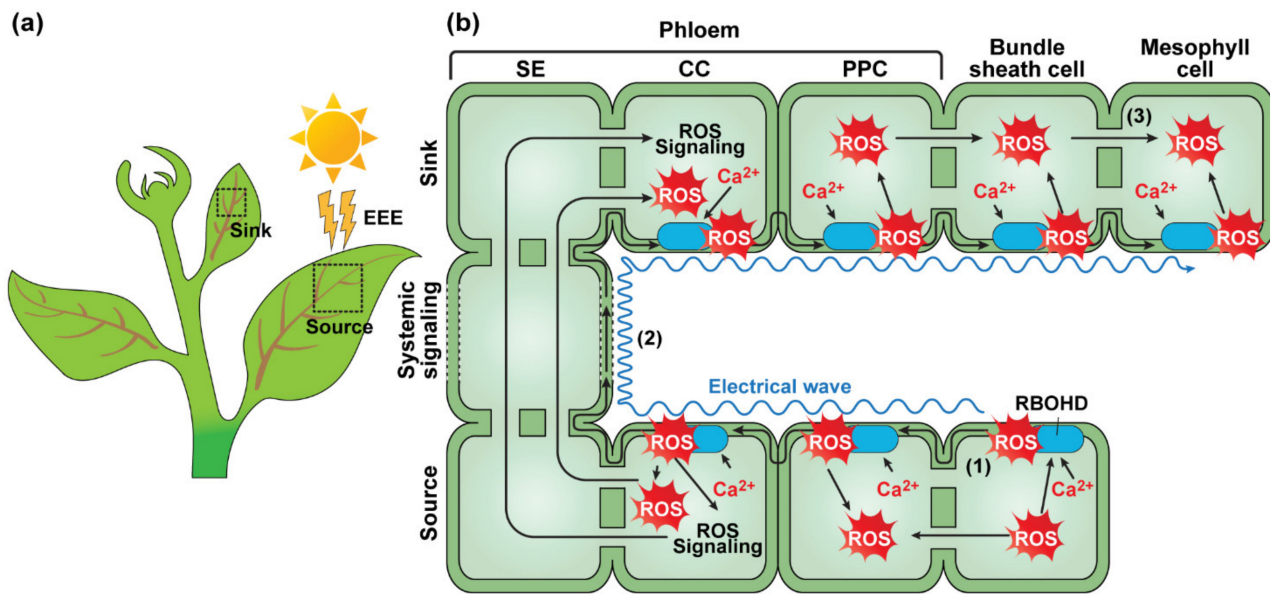 (a)
EEE
Sink
Source
(b)
Phloem
SE
CC
PPC
Bundle
sheath cell
Mesophyll
cell
Sink
Systemic
signaling
Source
ROS
Signaling
Ca²⁺
ROS
ROS
ROS
Ca²⁺
ROS
ROS
Ca²⁺
ROS
(3)
ROS
Ca²⁺
ROS
(2)
Electrical wave
RBOHD
ROS
ROS
ROS
(1)
Ca²⁺
Ca²⁺
Ca²⁺
ROS
ROS
ROS
ROS
Signaling